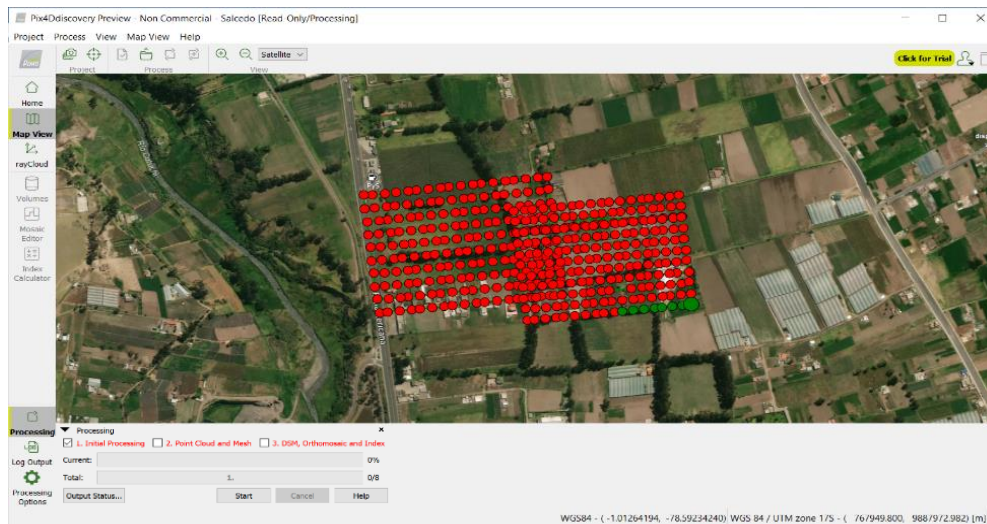 Pix4Ddiscovery Preview - Non Commercial - Salcedo [Read Only/Processing]
Project Process View Map View Help
Satellite
Click for Trial
Project Process View
Home
Map View
rayCloud
Volumes
Mosaic
Editor
Index
Calculator
Processing
Log Output
Processing
Options
Processing
1. Initial Processing 2. Point Cloud and Mesh 3. DSM, Orthomosaic and Index
Current: 0%
Total: 1. 0/8
Output Status... Start Cancel Help
WGS84 - ( -1.01264194, -78.59234240) WGS 84 / UTM zone 17S - ( 767949.800, 9887972.982) [m]